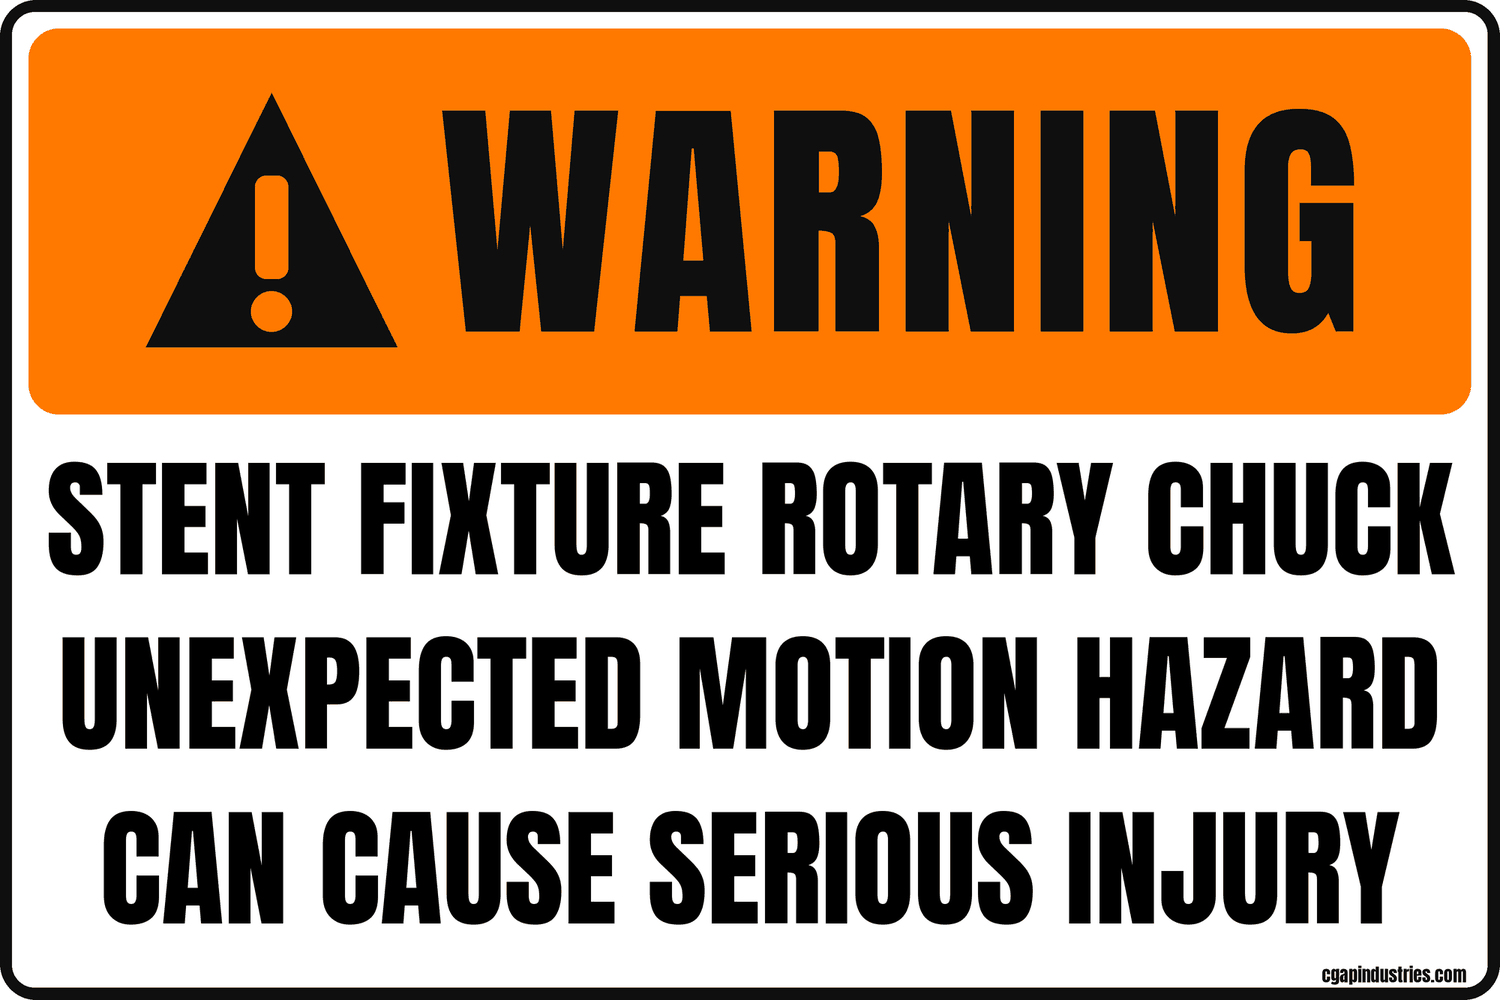 WARNING
STENT FIXTURE ROTARY CHUCK
UNEXPECTED MOTION HAZARD
CAN CAUSE SERIOUS INJURY
cgapindustries.com